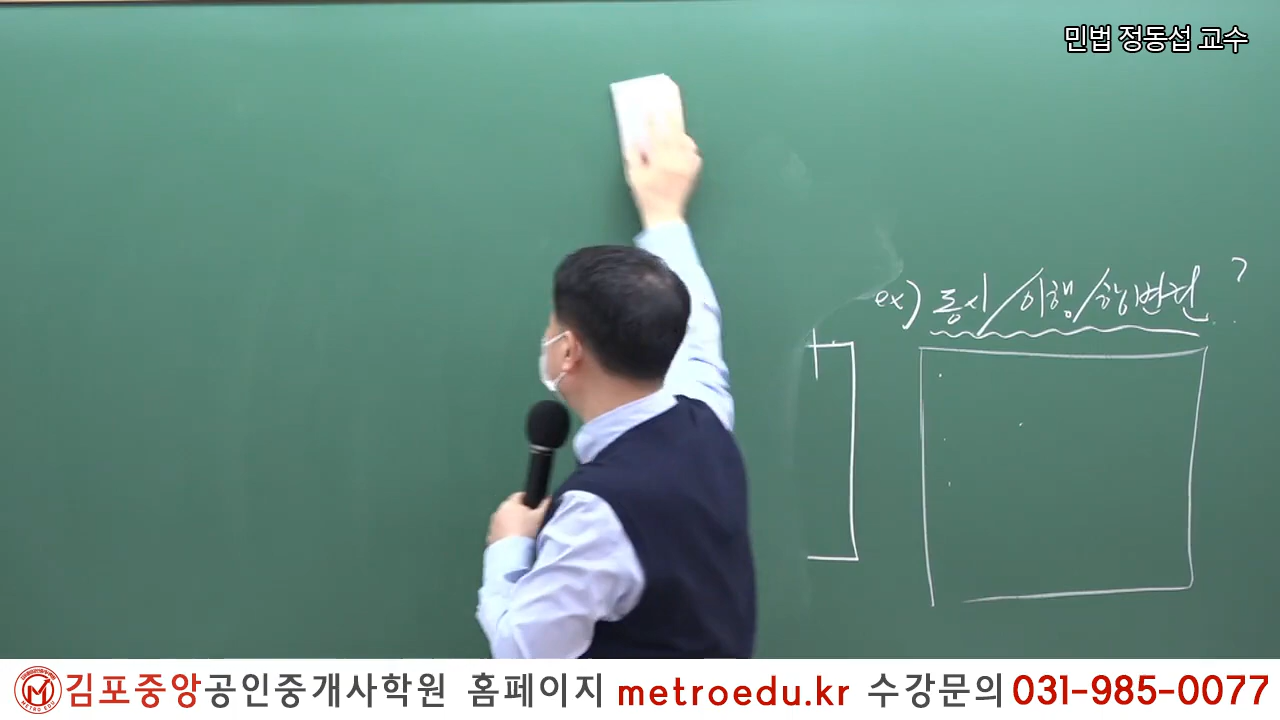 민법 정동섭 교수
ex) 동시/이행/항변권 ?
METRO EDU
김포중앙공인중개사학원 홈페이지 metroedu.kr 수강문의 031-985-0077